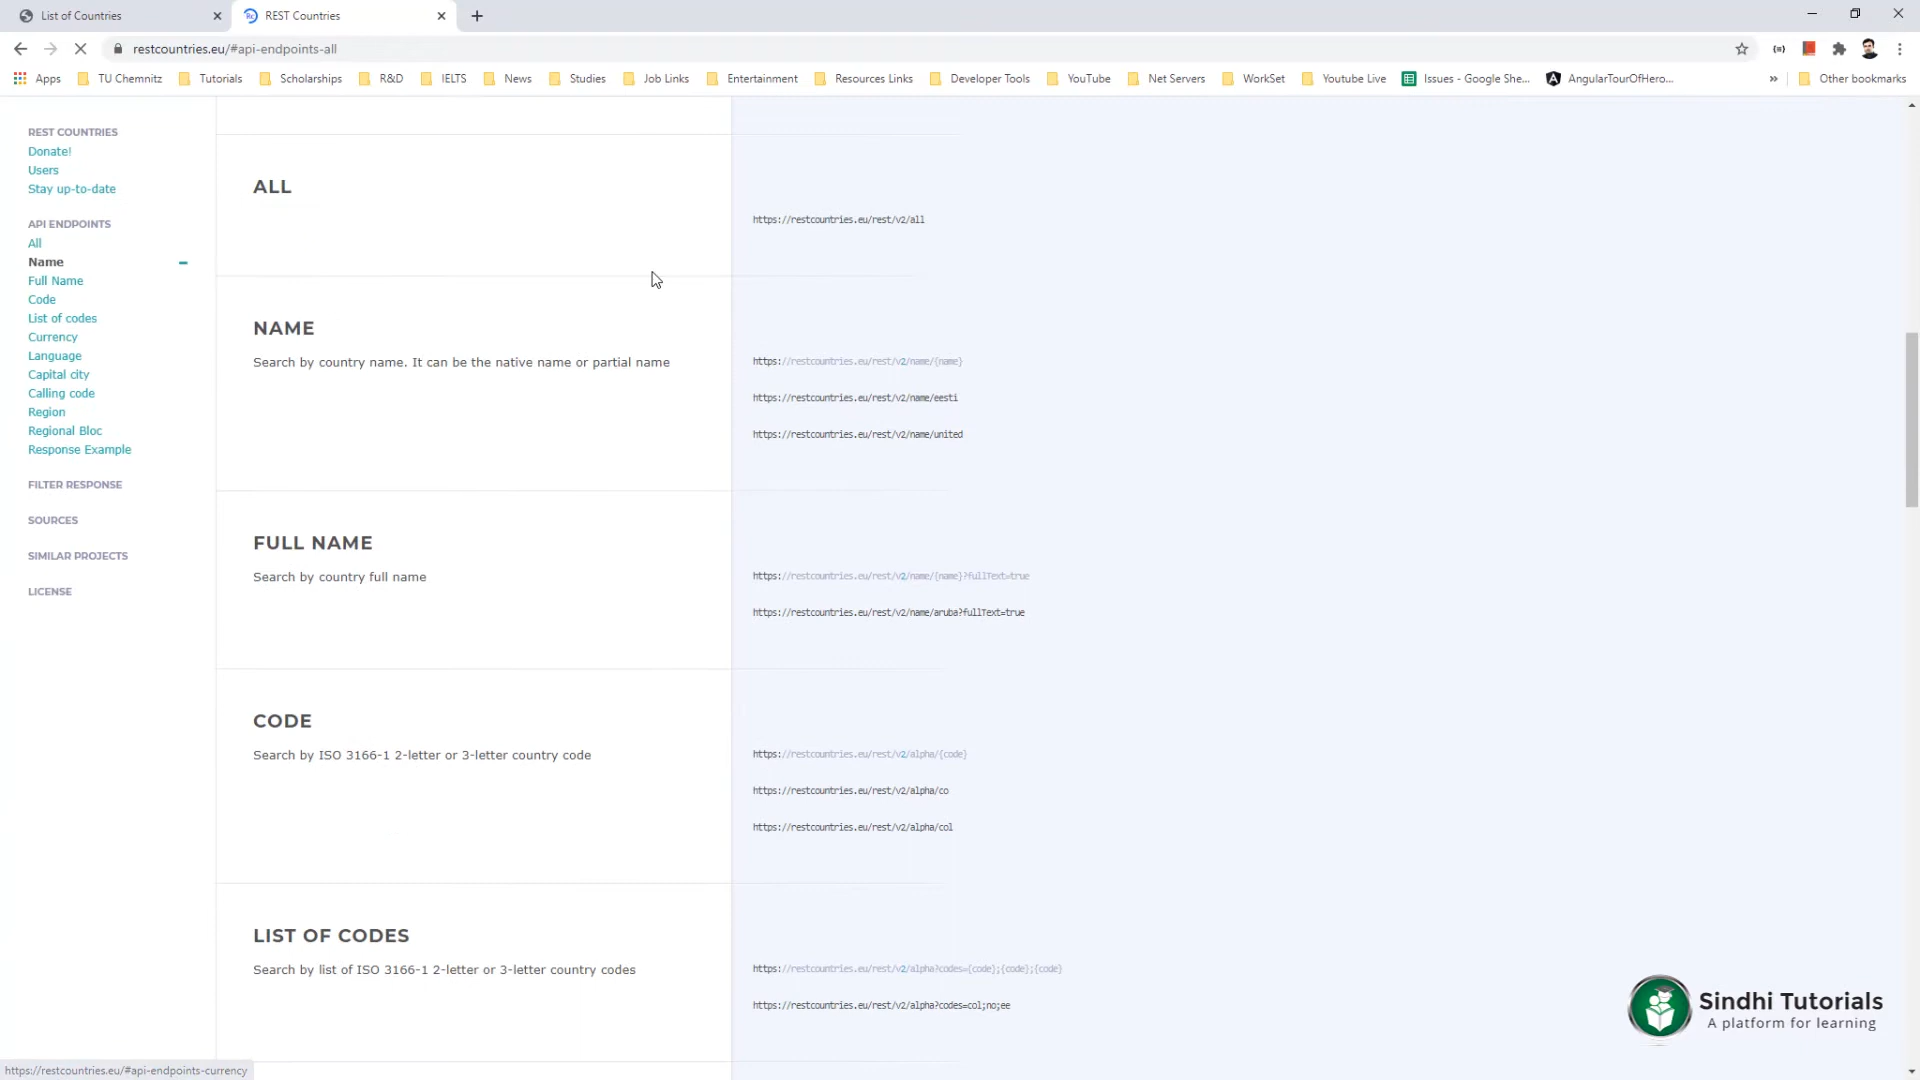 List of Countries
REST Countries
restcountries.eu/#api-endpoints-all
Apps
TU Chemnitz
Tutorials
Scholarships
R&D
IELTS
News
Studies
Job Links
Entertainment
Resources Links
Developer Tools
YouTube
Net Servers
WorkSet
Youtube Live
Issues - Google She...
AngularTourOfHero...
»
Other bookmarks
REST COUNTRIES
Donate!
Users
Stay up-to-date
API ENDPOINTS
All
Name
Full Name
Code
List of codes
Currency
Language
Capital city
Calling code
Region
Regional Bloc
Response Example
FILTER RESPONSE
SOURCES
SIMILAR PROJECTS
LICENSE
ALL
https://restcountries.eu/rest/v2/all
NAME
Search by country name. It can be the native name or partial name
https://restcountries.eu/rest/v2/name/{name}
https://restcountries.eu/rest/v2/name/eesti
https://restcountries.eu/rest/v2/name/united
FULL NAME
Search by country full name
https://restcountries.eu/rest/v2/name/{name}?fullText=true
https://restcountries.eu/rest/v2/name/aruba?fullText=true
CODE
Search by ISO 3166-1 2-letter or 3-letter country code
https://restcountries.eu/rest/v2/alpha/{code}
https://restcountries.eu/rest/v2/alpha/co
https://restcountries.eu/rest/v2/alpha/col
LIST OF CODES
Search by list of ISO 3166-1 2-letter or 3-letter country codes
https://restcountries.eu/rest/v2/alpha?codes={code};{code};{code}
https://restcountries.eu/rest/v2/alpha?codes=col;no;ee
Sindhi Tutorials
A platform for learning
https://restcountries.eu/#api-endpoints-currency